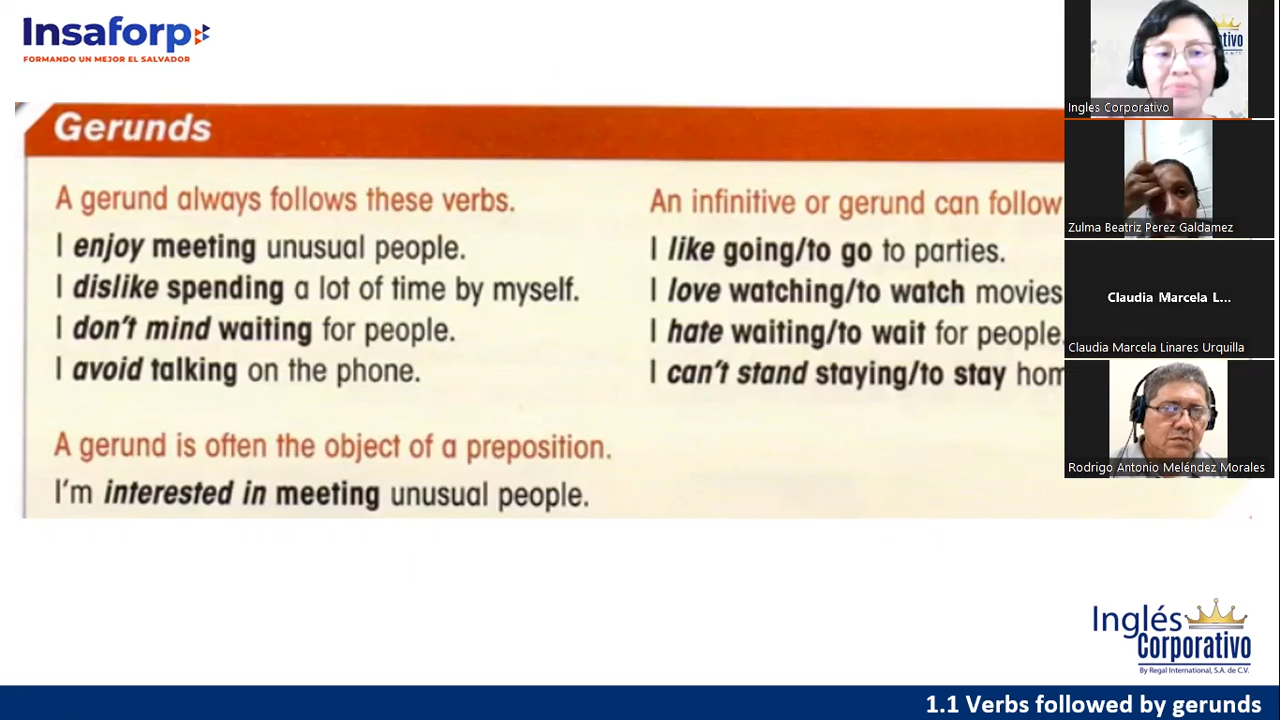 Insaforp
FORMANDO UN MEJOR EL SALVADOR
Gerunds
A gerund always follows these verbs.
I enjoy meeting unusual people.
I dislike spending a lot of time by myself.
I don't mind waiting for people.
I avoid talking on the phone.
A gerund is often the object of a preposition.
I'm interested in meeting unusual people.
An infinitive or gerund can follow
I like going/to go to parties.
I love watching/to watch movies
I hate waiting/to wait for people.
I can't stand staying/to stay hom
Ingles Corporativo
Zulma Beatriz Perez Galdamez
Claudia Marcela L...
Claudia Marcela Linares Urquilla
Rodrigo Antonio Meléndez Morales
Inglés
Corporativo
By Regal International, S.A. de C.V.
1.1 Verbs followed by gerunds